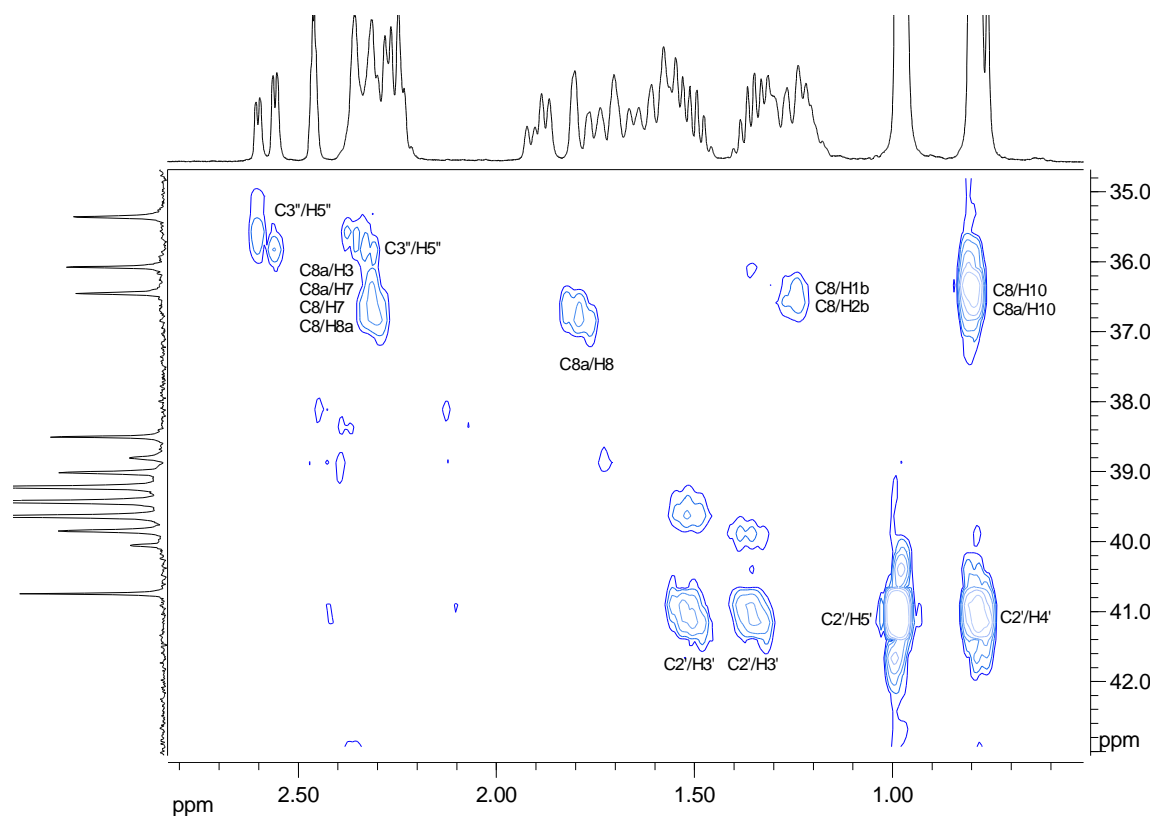 35.0
C3"/H5"
C3"/H5"
36.0
C8a/H3
C8a/H7
C8/H7
C8/H8a
C8/H1b
C8/H2b
C8/H10
C8a/H10
37.0
C8a/H8
38.0
39.0
40.0
41.0
C2'/H5'
C2'/H4'
C2'/H3'
C2'/H3'
42.0
ppm
2.50
2.00
1.50
1.00
ppm